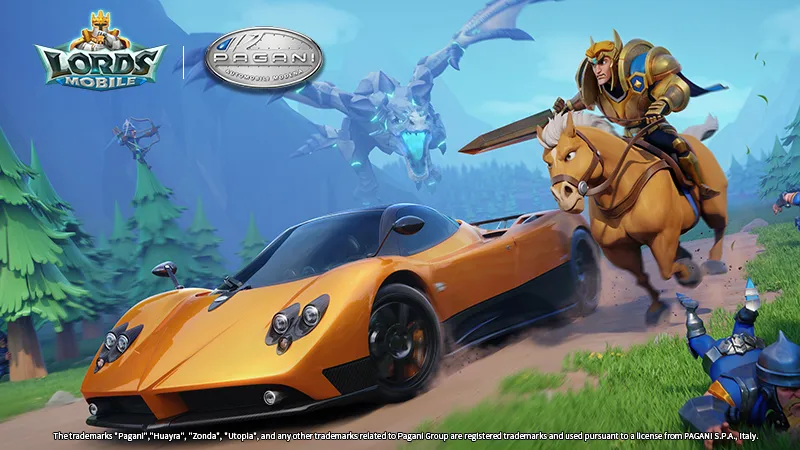 LORDS
MOBILE
PAGANI
AUTOMOBILI MODENA
The trademarks "Pagani","Huayra", "Zonda", "Utopia", and any other trademarks related to Pagani Group are registered trademarks and used pursuant to a license from PAGANI S.P.A., Italy.